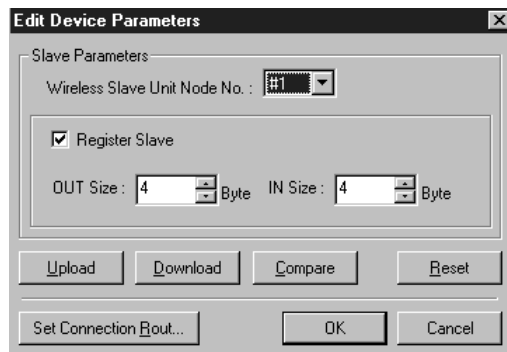 Edit Device Parameters
Slave Parameters
Wireless Slave Unit Node No. : #1
Register Slave
OUT Size : 4 Byte IN Size : 4 Byte
Upload Download Compare Reset
Set Connection Rout... OK Cancel